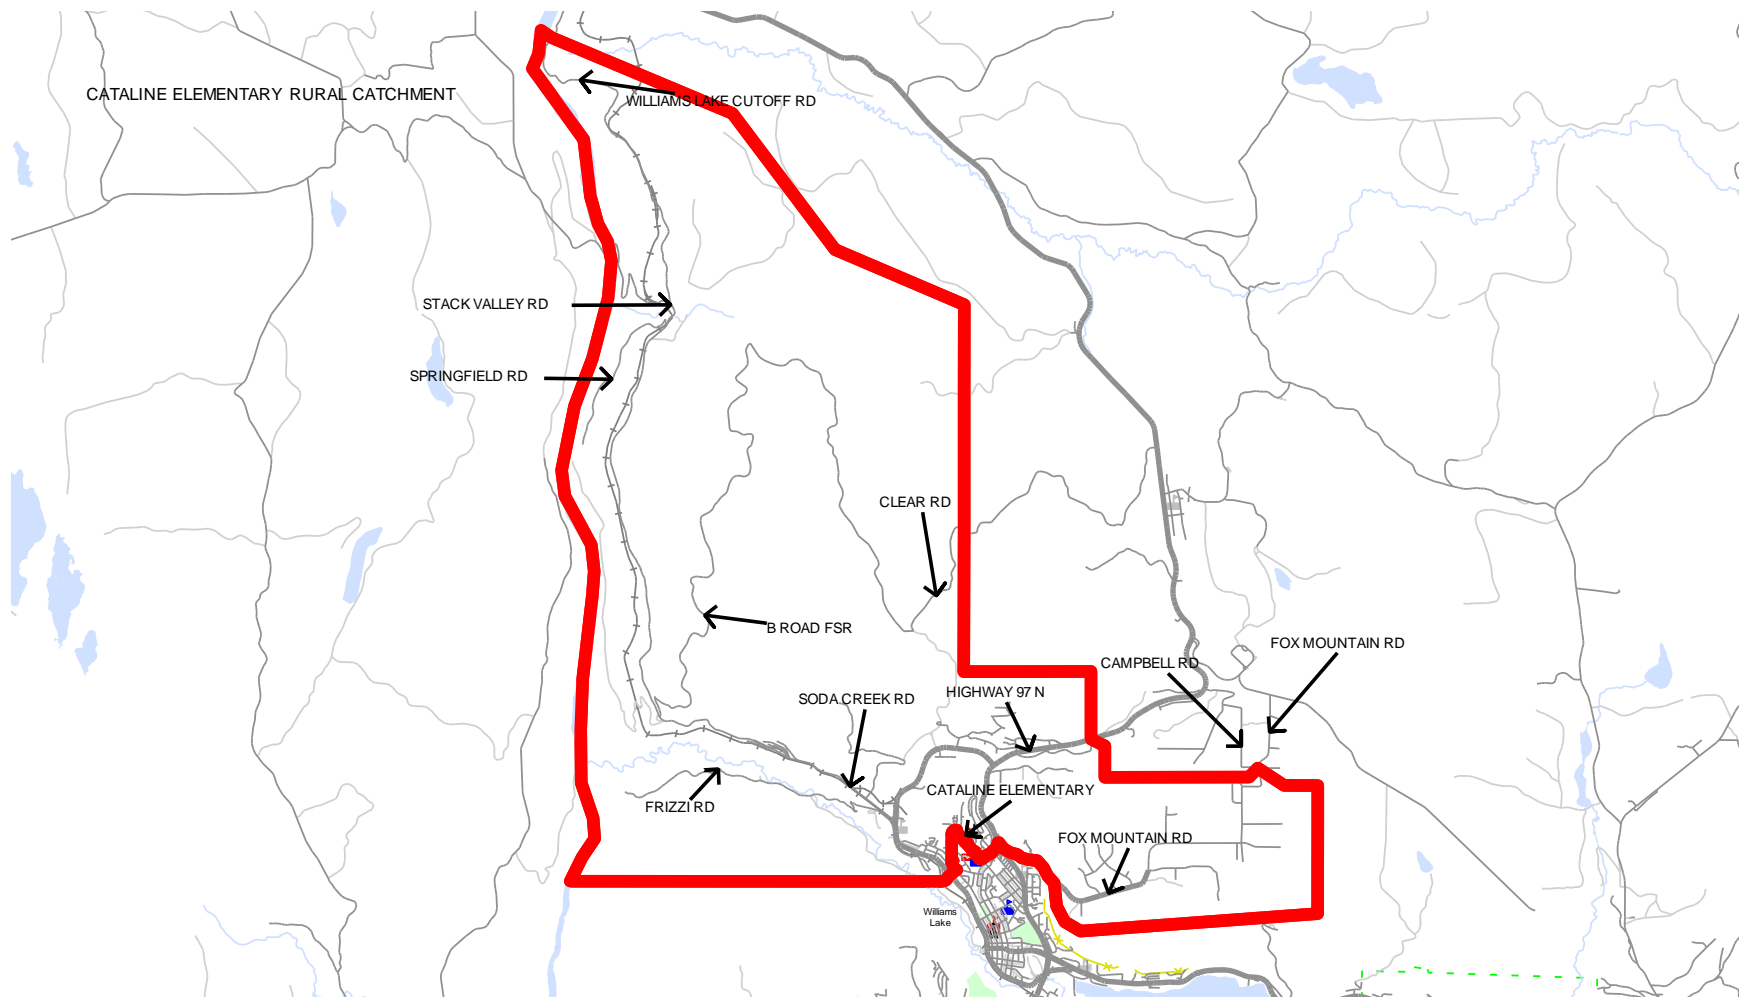 CATALINE ELEMENTARY RURAL CATCHMENT
WILLIAMS LAKE CUTOFF RD
STACK VALLEY RD
SPRINGFIELD RD
CLEAR RD
B ROAD FSR
FOX MOUNTAIN RD
CAMPBELL RD
SODA CREEK RD
HIGHWAY 97 N
FRIZZI RD
CATALINE ELEMENTARY
FOX MOUNTAIN RD
Williams
Lake